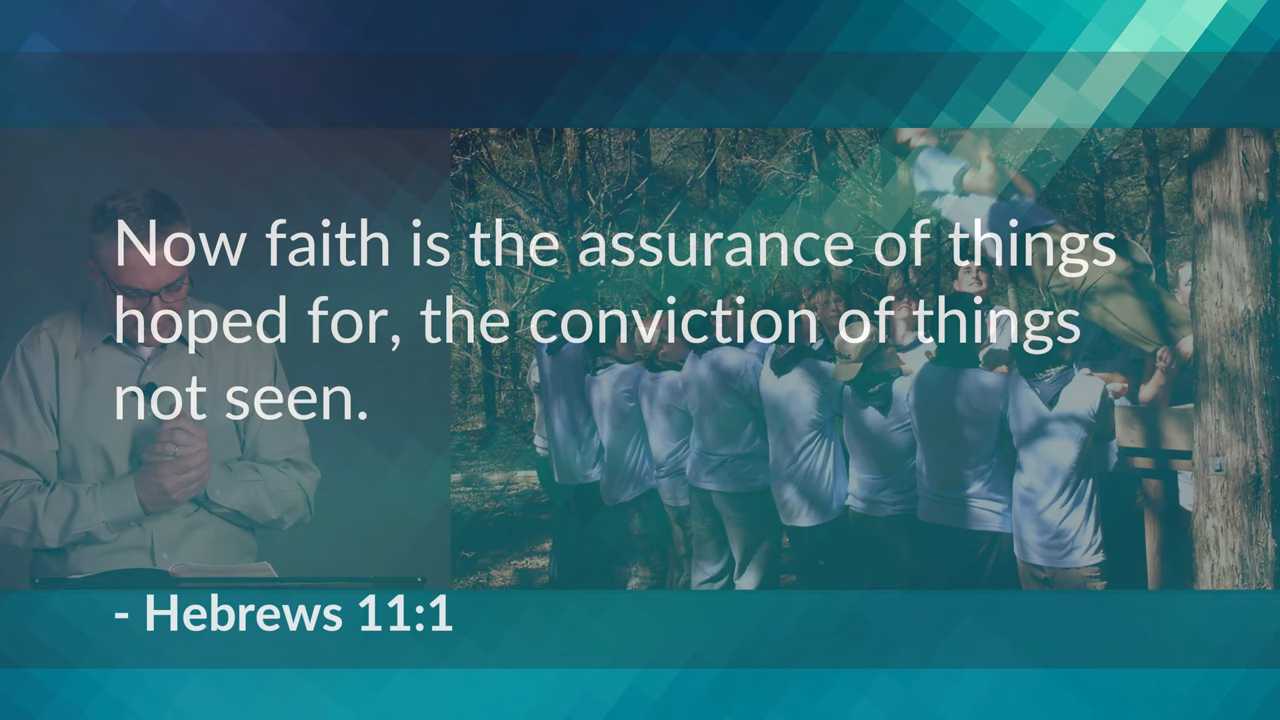 Now faith is the assurance of things
hoped for, the conviction of things
not seen.
- Hebrews 11:1